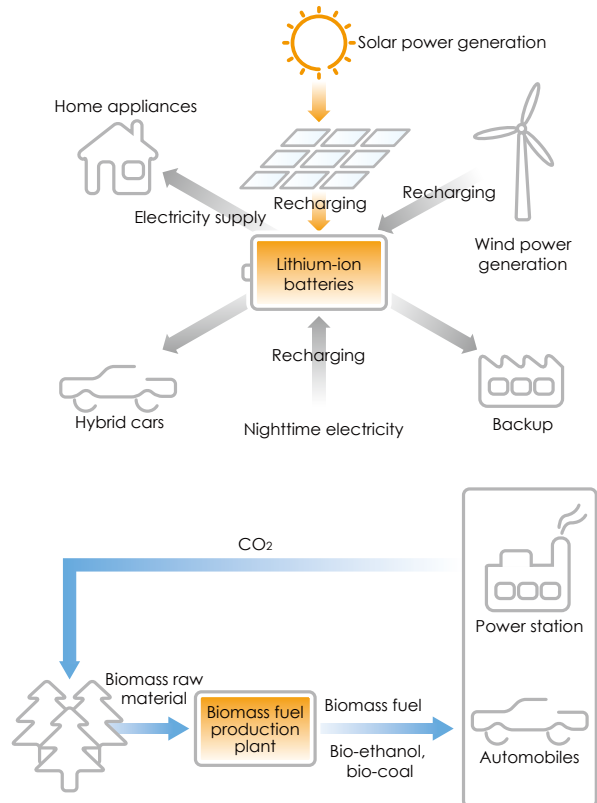 Solar power generation
Home appliances
Recharging
Recharging
Electricity supply
Wind power
generation
Lithium-ion
batteries
Recharging
Hybrid cars
Nighttime electricity
Backup
CO₂
Power station
Biomass raw
material
Biomass fuel
production
plant
Biomass fuel
Bio-ethanol,
bio-coal
Automobiles